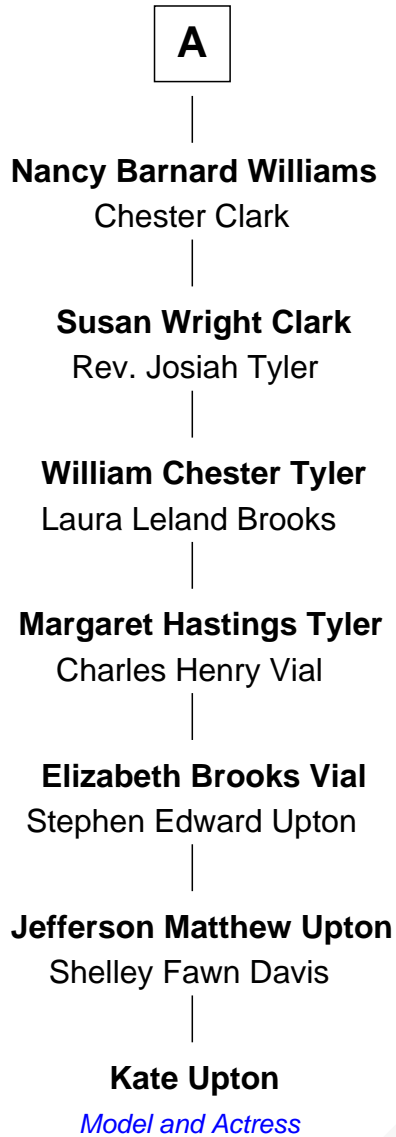 A
Nancy Barnard Williams
Chester Clark
Susan Wright Clark
Rev. Josiah Tyler
William Chester Tyler
Laura Leland Brooks
Margaret Hastings Tyler
Charles Henry Vial
Elizabeth Brooks Vial
Stephen Edward Upton
Jefferson Matthew Upton
Shelley Fawn Davis
Kate Upton
Model and Actress